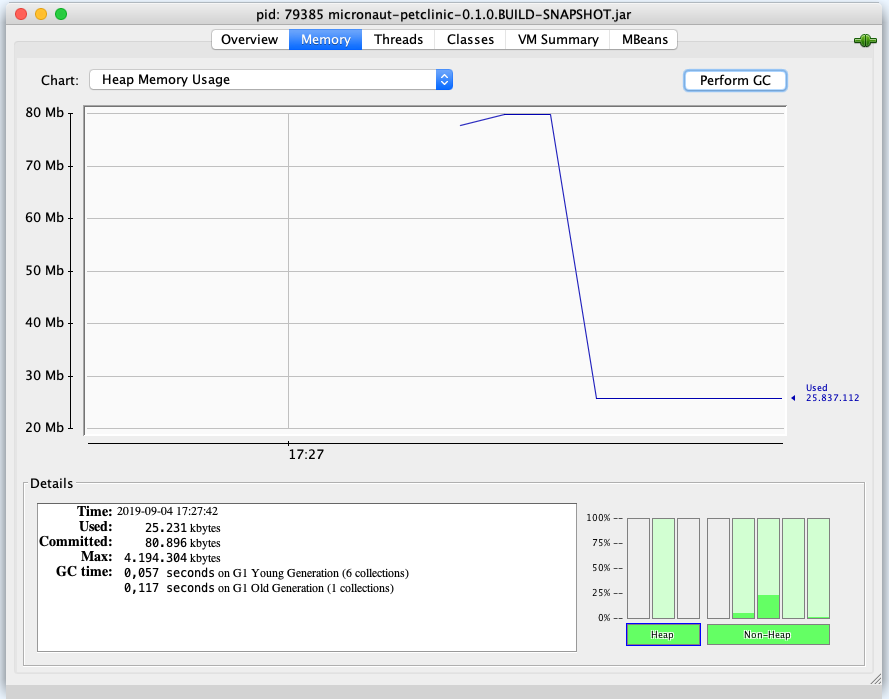 pid: 79385 micronaut-petclinic-0.1.0.BUILD-SNAPSHOT.jar
Overview Memory Threads Classes VM Summary MBeans
Chart: Heap Memory Usage Perform GC
80 Mb
70 Mb
60 Mb
50 Mb
40 Mb
30 Mb
Used
25.837.112
20 Mb
17:27
Details
Time: 2019-09-04 17:27:42
Used: 25.231 kbytes
Committed: 80.896 kbytes
Max: 4.194.304 kbytes
GC time: 0,057 seconds on G1 Young Generation (6 collections)
0,117 seconds on G1 Old Generation (1 collections)
100% --
75% --
50% --
25% --
0% --
Heap Non-Heap